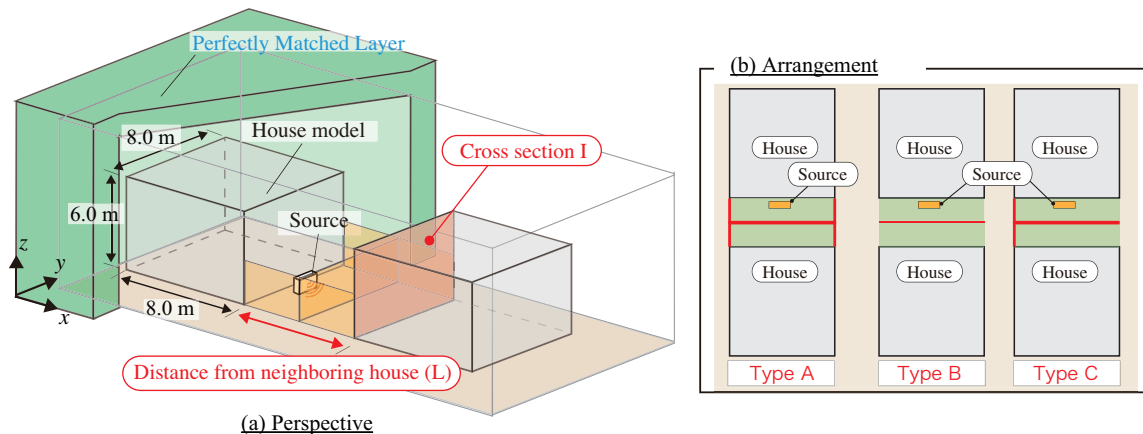 Perfectly Matched Layer
8.0 m
House model
Cross section I
6.0 m
Source
z
y
x
8.0 m
Distance from neighboring house (L)
(a) Perspective
(b) Arrangement
House
House
House
Source
Source
House
House
House
Type A
Type B
Type C